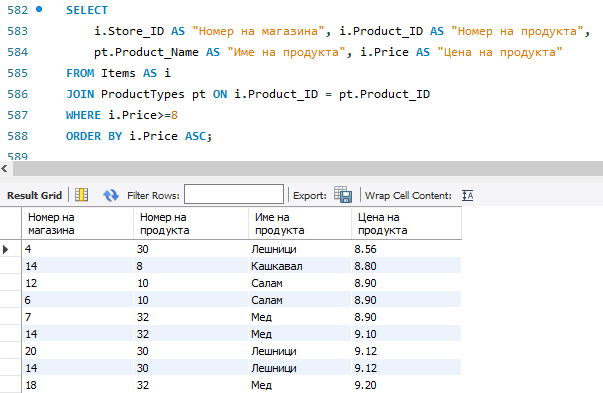 582 SELECT
583 i.Store_ID AS "Номер на магазина", i.Product_ID AS "Номер на продукта",
584 pt.Product_Name AS "Име на продукта", i.Price AS "Цена на продукта"
585 FROM Items AS i
586 JOIN ProductTypes pt ON i.Product_ID = pt.Product_ID
587 WHERE i.Price>=8
588 ORDER BY i.Price ASC;
589
Result Grid Filter Rows: Export: Wrap Cell Content:
Номер на магазина Номер на продукта Име на продукта Цена на продукта
4 30 Лешници 8.56
14 8 Кашкавал 8.80
12 10 Салам 8.90
6 10 Салам 8.90
7 32 Мед 8.90
14 32 Мед 9.10
20 30 Лешници 9.12
14 30 Лешници 9.12
18 32 Мед 9.20